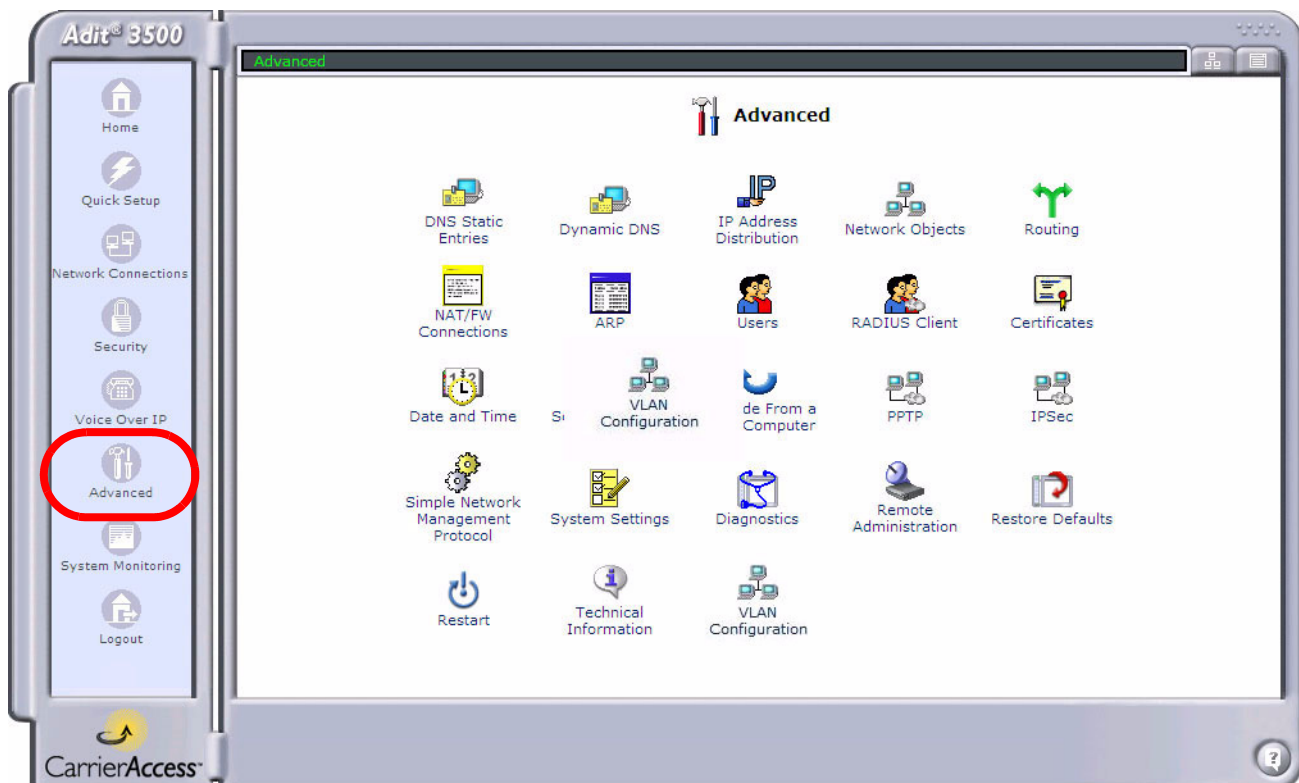 Adit® 3500
Advanced
Home
Quick Setup
Network Connections
Security
Voice Over IP
Advanced
System Monitoring
Logout
CarrierAccess
Advanced
DNS Static
Entries
Dynamic DNS
IP Address
Distribution
Network Objects
Routing
NAT/FW
Connections
ARP
Users
RADIUS Client
Certificates
Date and Time
VLAN
Configuration
de From a
Computer
PPTP
IPSec
Simple Network
Management
Protocol
System Settings
Diagnostics
Remote
Administration
Restore Defaults
Restart
Technical
Information
VLAN
Configuration